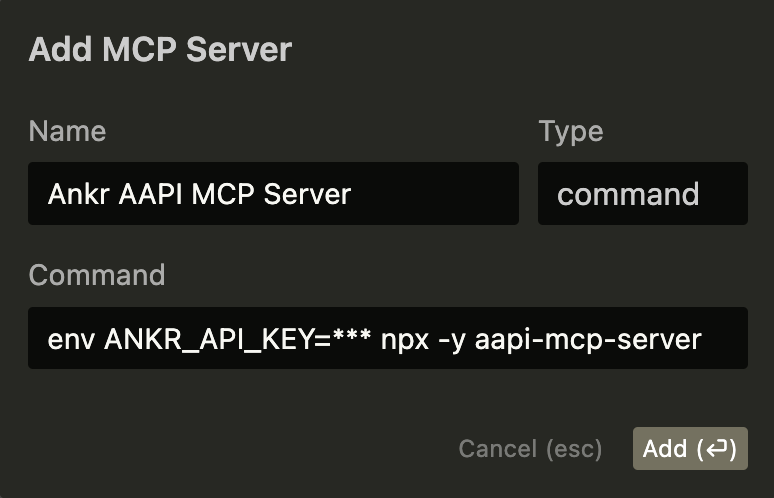 Add MCP Server
Name
Type
Ankr AAPI MCP Server
command
Command
env ANKR_API_KEY=*** npx -y aapi-mcp-server
Cancel (esc)
Add (⏎)